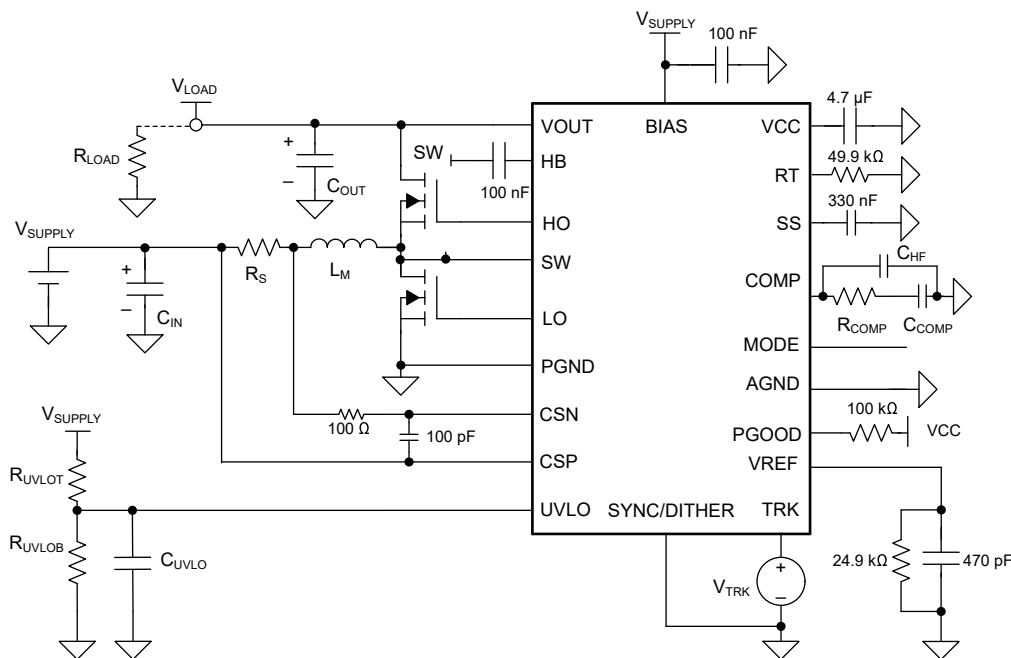 VSUPPLY
100 nF
VLOAD
RLOAD
+
–
COUT
SW
100 nF
VOUT
BIAS
VCC
4.7 µF
HB
RT
49.9 kΩ
HO
SS
330 nF
VSUPPLY
+
–
CIN
RS
LM
SW
LO
PGND
COMP
CHF
RCOMP
CCOMP
MODE
AGND
100 Ω
100 pF
CSN
CSP
PGOOD
100 kΩ
VCC
VREF
VSUPPLY
RUVLOT
RUVLOB
CUVLO
UVLO
SYNC/DITHER
TRK
VTRK
+
–
24.9 kΩ
470 pF